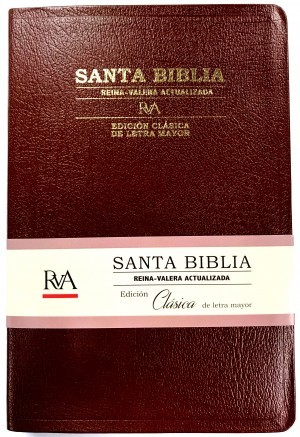 SANTA BIBLIA
REINA-VALERA ACTUALIZADA
RVA
EDICIÓN CLÁSICA
DE LETRA MAYOR
RVA
SANTA BIBLIA
REINA-VALERA ACTUALIZADA
Edición Clásica de letra mayor